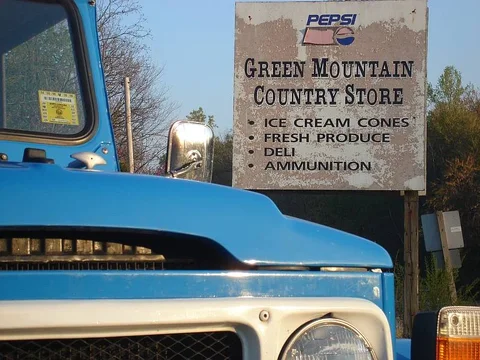 PEPSI
GREEN MOUNTAIN
COUNTRY STORE
• ICE CREAM CONES
• FRESH PRODUCE
• DELI
• AMMUNITION